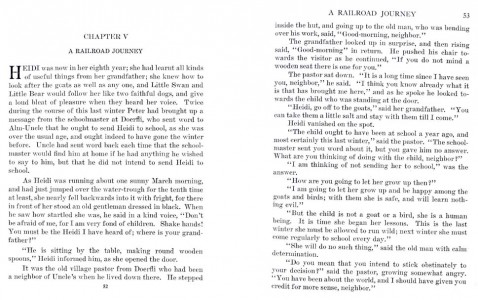 CHAPTER V
A RAILROAD JOURNEY
HEIDI was now in her eighth year; she had learnt all kinds
of useful things from her grandfather; she knew how to
look after the goats as well as any one, and Little Swan and
Little Bear would follow her like two faithful dogs, and give
a loud bleat of pleasure when they heard her voice. Twice
during the course of this last winter Peter had brought up a
message from the schoolmaster at Doerfli, who sent word to
Alm-Uncle that he ought to send Heidi to school, as she was
over the usual age, and ought indeed to have gone the winter
before. Uncle had sent word back each time that the school-
master would find him at home if he had anything he wished
to say to him, but that he did not intend to send Heidi to
school.
As Heidi was running about one sunny March morning,
and had just jumped over the water-trough for the tenth time
at least, she nearly fell backwards into it with fright, for there
in front of her stood an old gentleman dressed in black. When
he saw how startled she was, he said in a kind voice, "Don't
be afraid of me, for I am very fond of children. Shake hands!
You must be the Heidi I have heard of; where is your grand-
father?"
"He is sitting by the table, making round wooden
spoons," Heidi informed him, as she opened the door.
It was the old village pastor from Doerfli who had been
a neighbor of Uncle's when he lived down there. He stepped
52
A RAILROAD JOURNEY 53
inside the hut, and going up to the old man, who was bending
over his work, said, "Good-morning, neighbor."
The grandfather looked up in surprise, and then rising
said, "Good-morning" in return. He pushed his chair to-
wards the visitor as he continued, "If you do not mind a
wooden seat there is one for you."
The pastor sat down. "It is a long time since I have seen
you, neighbor," he said. "I think you know already what it
is that has brought me here," and as he spoke he looked to-
wards the child who was standing at the door.
"Heidi, go off to the goats," said her grandfather. "You
can take them a little salt and stay with them till I come."
Heidi vanished on the spot.
"The child ought to have been at school a year ago, and
most certainly this last winter," said the pastor. "The school-
master sent you word about it, but you gave him no answer.
What are you thinking of doing with the child, neighbor?"
"I am thinking of not sending her to school," was the
answer.
"How are you going to let her grow up then?"
"I am going to let her grow up and be happy among the
goats and birds; with them she is safe, and will learn noth-
ing evil."
"But the child is not a goat or a bird, she is a human
being. It is time she began her lessons. This is the last
winter she must be allowed to run wild; next winter she must
come regularly to school every day."
"She will do no such thing," said the old man with calm
determination.
"Do you mean that you intend to stick obstinately to
your decision?" said the pastor, growing somewhat angry.
"You have been about the world, and I should have given you
credit for more sense, neighbor."